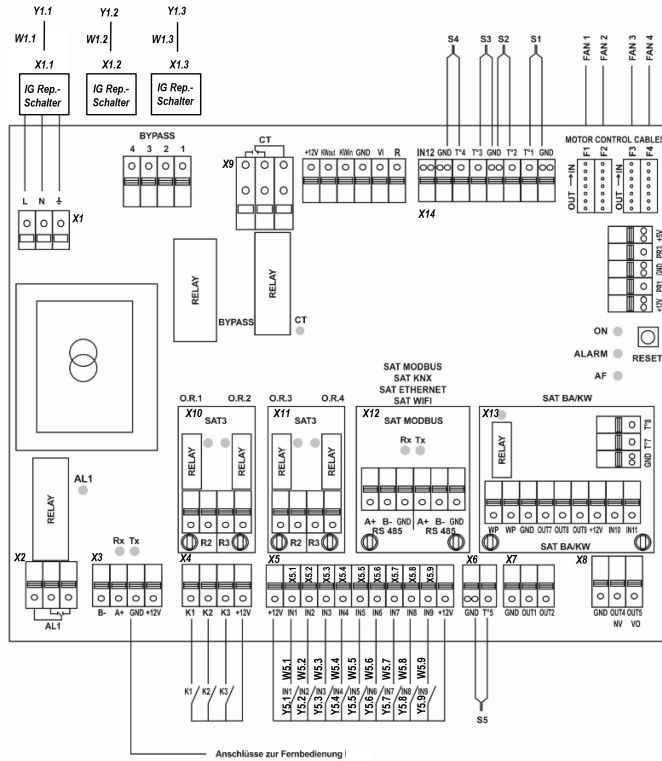 Y1.1 Y1.2 Y1.3
W1.1 W1.2 W1.3
X1.1 X1.2 X1.3
IG Rep.-
Schalter
IG Rep.-
Schalter
IG Rep.-
Schalter
S4 S3 S2 S1
FAN 1
FAN 2
FAN 3
FAN 4
BYPASS
4 3 2 1
X9
CT
+12V KWout KWin GND VI R
IN12 GND T°4 T°3 GND T°2 T°1 GND
X14
MOTOR CONTROL CABLES
OUT → IN
F1
F2
OUT → IN
F3
F4
L N
X1
RELAY
BYPASS
RELAY
CT
+12V PR1 GND PR3 +5V
ON
ALARM
AF
RESET
SAT MODBUS
SAT KNX
SAT ETHERNET
SAT WIFI
O.R.1 O.R.2 O.R.3 O.R.4
SAT BA/KW
X10
SAT3
RELAY
RELAY
R2 R3
X11
SAT3
RELAY
RELAY
R2 R3
X12
SAT MODBUS
Rx Tx
A+ B- GND A+ B- GND
RS 485 RS 485
X13
RELAY
GND T°7 T°8
WP WP GND OUT7 OUT8 OUT9 +12V IN10 IN11
SAT BA/KW
RELAY
AL1
X2
AL1
X3
Rx Tx
B- A+ GND +12V
X4
K1 K2 K3 +12V
X5
X5.1 X5.2 X5.3 X5.4 X5.5 X5.6 X5.7 X5.8 X5.9
+12V IN1 IN2 IN3 IN4 IN5 IN6 IN7 IN8 IN9 +12V
X6
GND T°5
X7
GND OUT1 OUT2
X8
GND OUT4 OUT5
NV VO
W5.1 W5.2 W5.3 W5.4 W5.5 W5.6 W5.7 W5.8 W5.9
K1 K2 K3
IN1 IN2 IN3 IN4 IN5 IN6 IN7 IN8 IN9
Y5.1 Y5.2 Y5.3 Y5.4 Y5.5 Y5.6 Y5.7 Y5.8 Y5.9
S5
Anschlüsse zur Fernbedienung